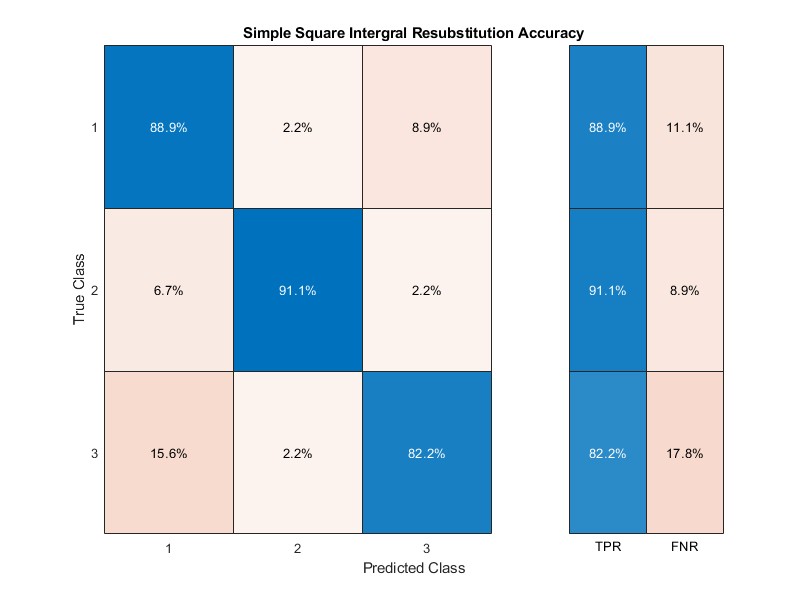 Simple Square Intergral Resubstitution Accuracy
1 88.9% 2.2% 8.9% 88.9% 11.1%
True Class
2 6.7% 91.1% 2.2% 91.1% 8.9%
3 15.6% 2.2% 82.2% 82.2% 17.8%
1 2 3 TPR FNR
Predicted Class